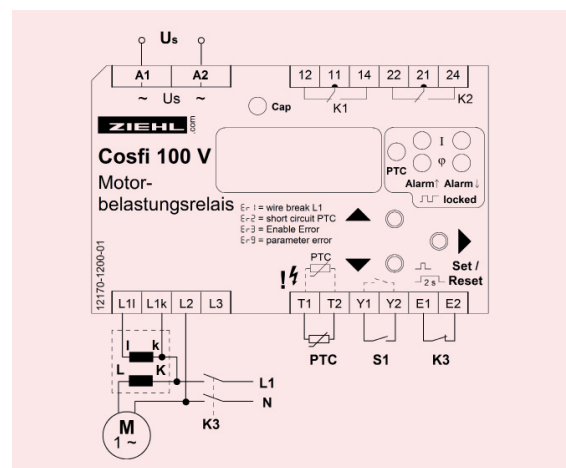 Us
A1 A2
~ Us ~
12 11 14 22 21 24
K1
K2
Cap
ZIEHL .com
Cosfi 100 V
Motor-
belastungsrelais
I
φ
PTC
Alarm↑ Alarm↓
locked
Er1 = wire break L1
Er2 = short circuit PTC
Er3 = Enable Error
Er9 = parameter error
PTC
2 s
Set /
Reset
12170-1200-01
L1l L1k L2 L3
T1 T2 Y1 Y2 E1 E2
PTC S1 K3
l k
L K
L1
N
K3
M
1 ~